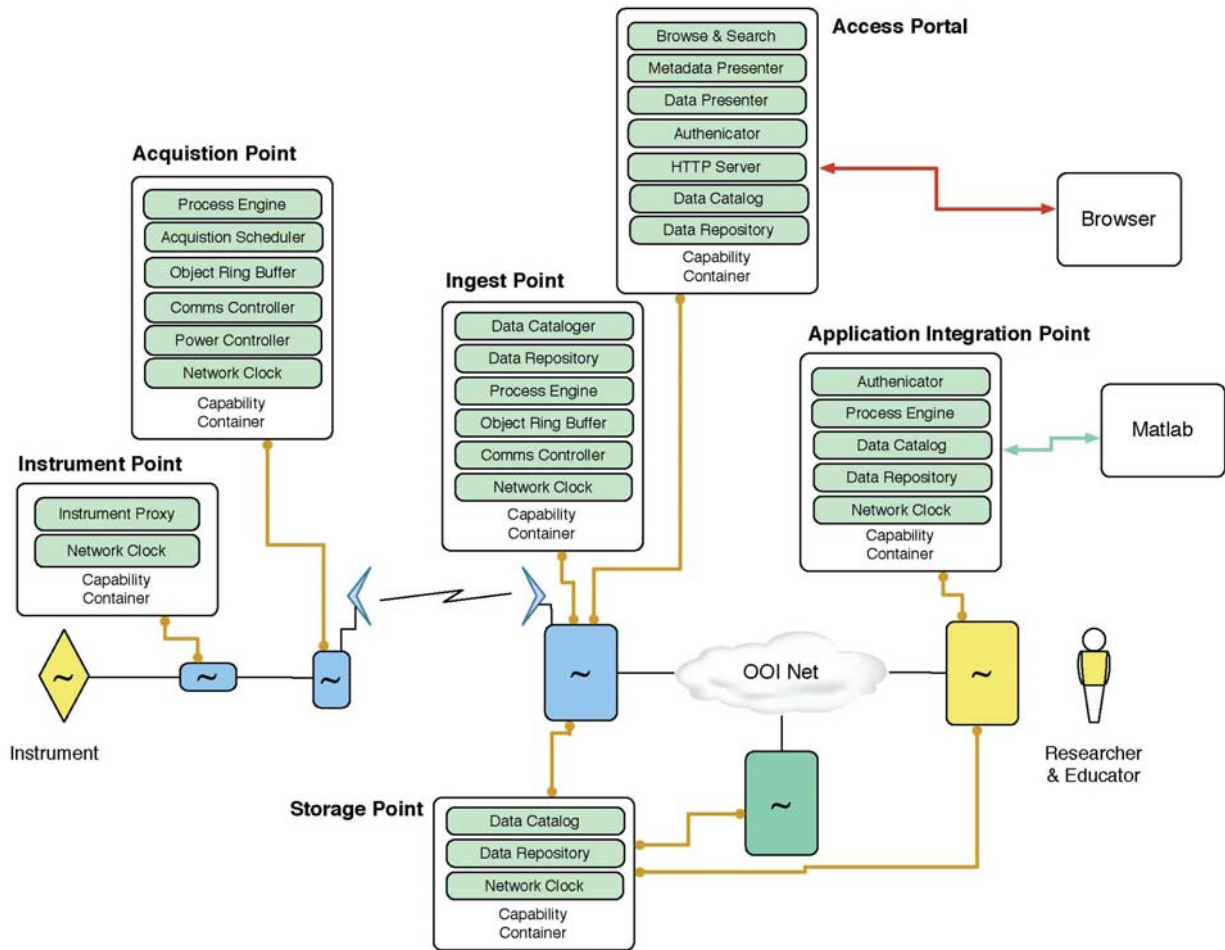 Access Portal
Browse & Search
Metadata Presenter
Data Presenter
Authenicator
HTTP Server
Data Catalog
Data Repository
Capability
Container
Browser
Acquistion Point
Process Engine
Acquistion Scheduler
Object Ring Buffer
Comms Controller
Power Controller
Network Clock
Capability
Container
Ingest Point
Data Cataloger
Data Repository
Process Engine
Object Ring Buffer
Comms Controller
Network Clock
Capability
Container
Application Integration Point
Authenicator
Process Engine
Data Catalog
Data Repository
Network Clock
Capability
Container
Matlab
Instrument Point
Instrument Proxy
Network Clock
Capability
Container
~
~
~
~
OOI Net
~
Instrument
Researcher
& Educator
~
Storage Point
Data Catalog
Data Repository
Network Clock
Capability
Container